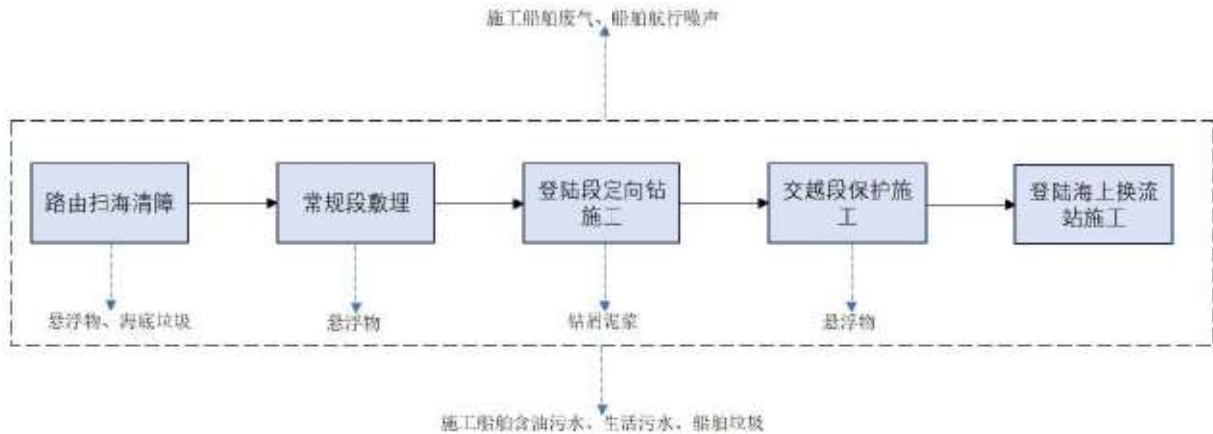 施工船舶废气、船舶航行噪声
路由扫海清障
常规段敷埋
登陆段定向钻
施工
交越段保护施
工
登陆海上换流
站施工
悬浮物、海底垃圾
悬浮物
钻屑泥浆
悬浮物
施工船舶含油污水、生活污水、船舶垃圾